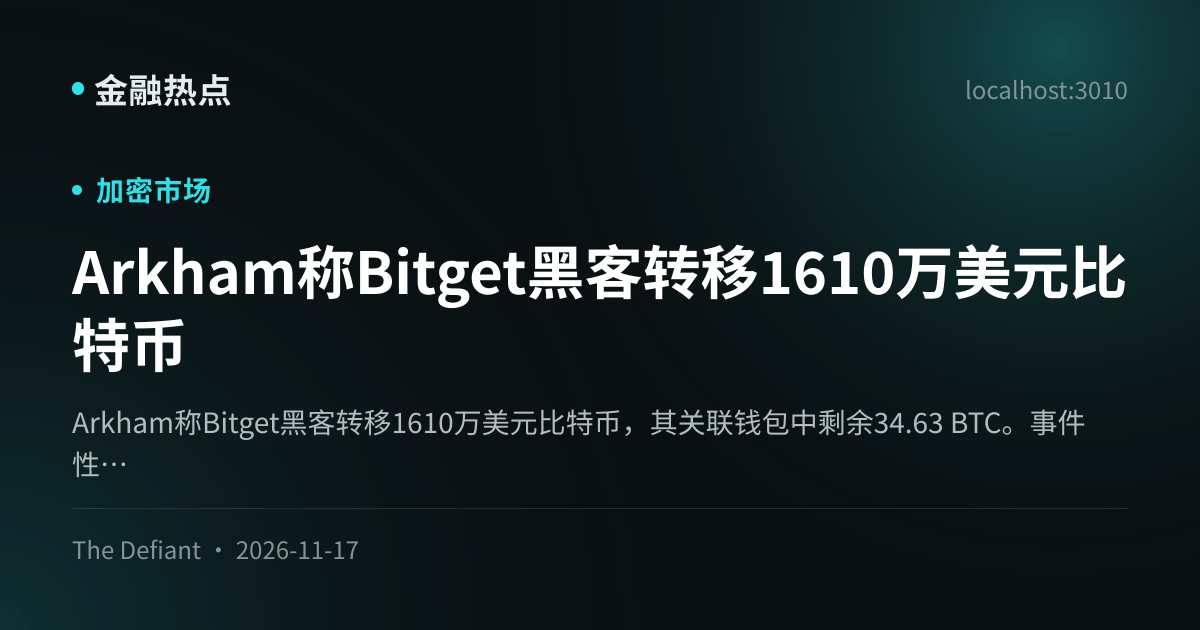 金融热点
localhost:3010
加密市场
Arkham称Bitget黑客转移1610万美元比
特币
Arkham称Bitget黑客转移1610万美元比特币，其关联钱包中剩余34.63 BTC。事件
性…
The Defiant · 2026-11-17